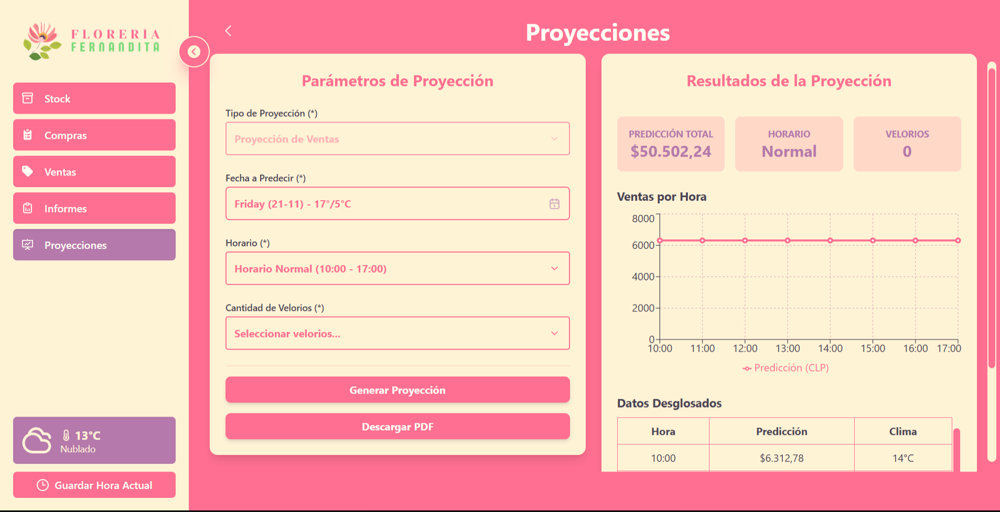 FLORERÍA
FERNANDITA
Stock
Compras
Ventas
Informes
Proyecciones
13°C
Nublado
Guardar Hora Actual
Proyecciones
Parámetros de Proyección
Tipo de Proyección (*)
Proyección de Ventas
Fecha a Predecir (*)
Friday (21-11) - 17°/5°C
Horario (*)
Horario Normal (10:00 - 17:00)
Cantidad de Velorios (*)
Seleccionar velorios...
Generar Proyección
Descargar PDF
Resultados de la Proyección
PREDICCIÓN TOTAL
$50.502,24
HORARIO
Normal
VELORIOS
0
Ventas por Hora
8000
6000
4000
2000
0
10:00 11:00 12:00 13:00 14:00 15:00 16:00 17:00
Predicción (CLP)
Datos Desglosados
Hora Predicción Clima
10:00 $6.312,78 14°C